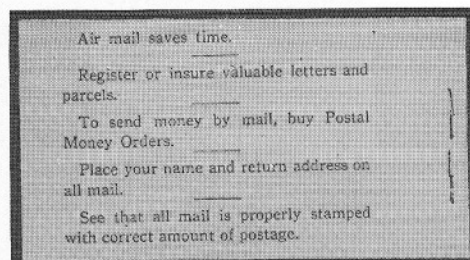 Air mail saves time.
Register or insure valuable letters and
parcels.
To send money by mail, buy Postal
Money Orders.
Place your name and return address on
all mail.
See that all mail is properly stamped
with correct amount of postage.